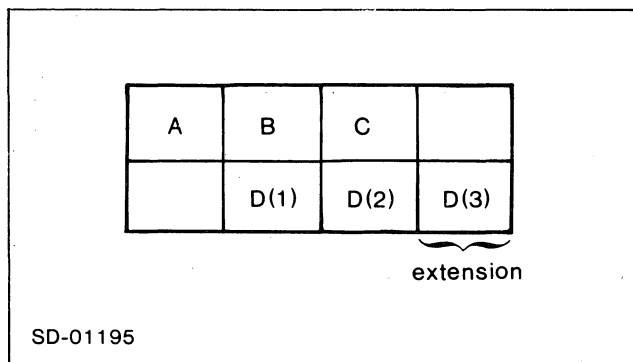 A B C
D(1) D(2) D(3)
extension
SD-01195